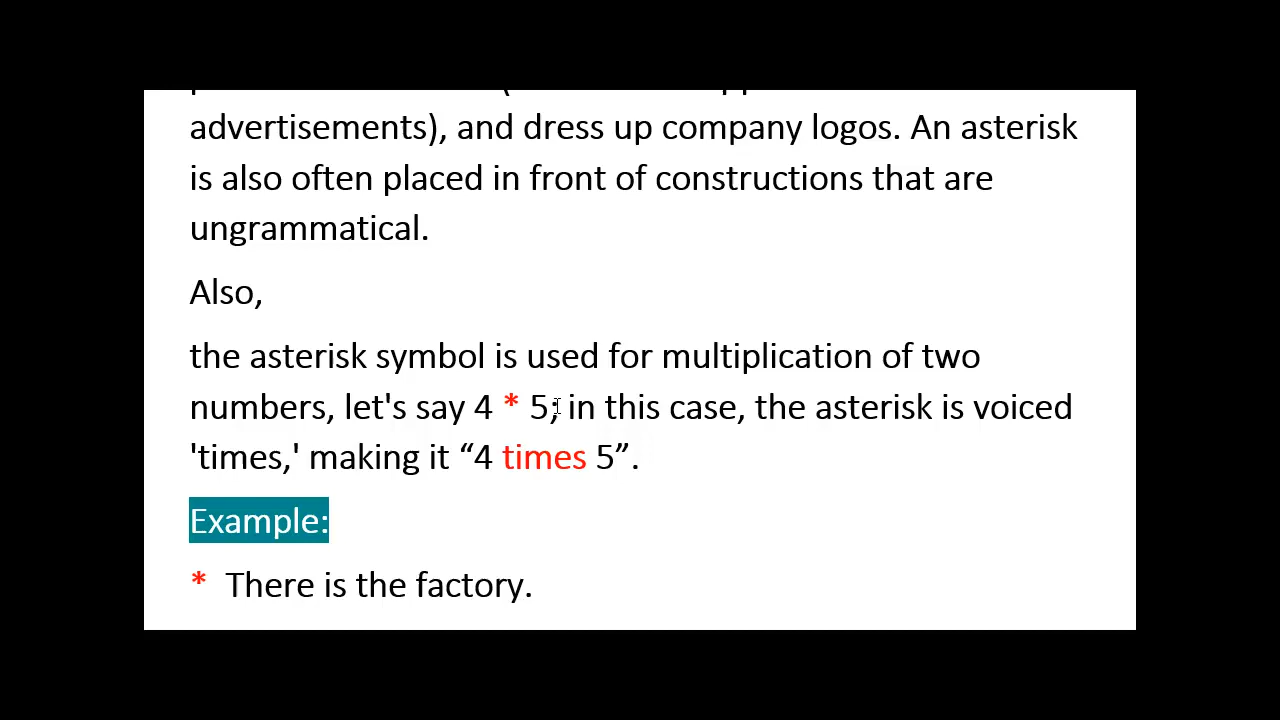 advertisements), and dress up company logos. An asterisk
is also often placed in front of constructions that are
ungrammatical.
Also,
the asterisk symbol is used for multiplication of two
numbers, let's say 4 * 5; in this case, the asterisk is voiced
'times,' making it “4 times 5”.
Example:
* There is the factory.